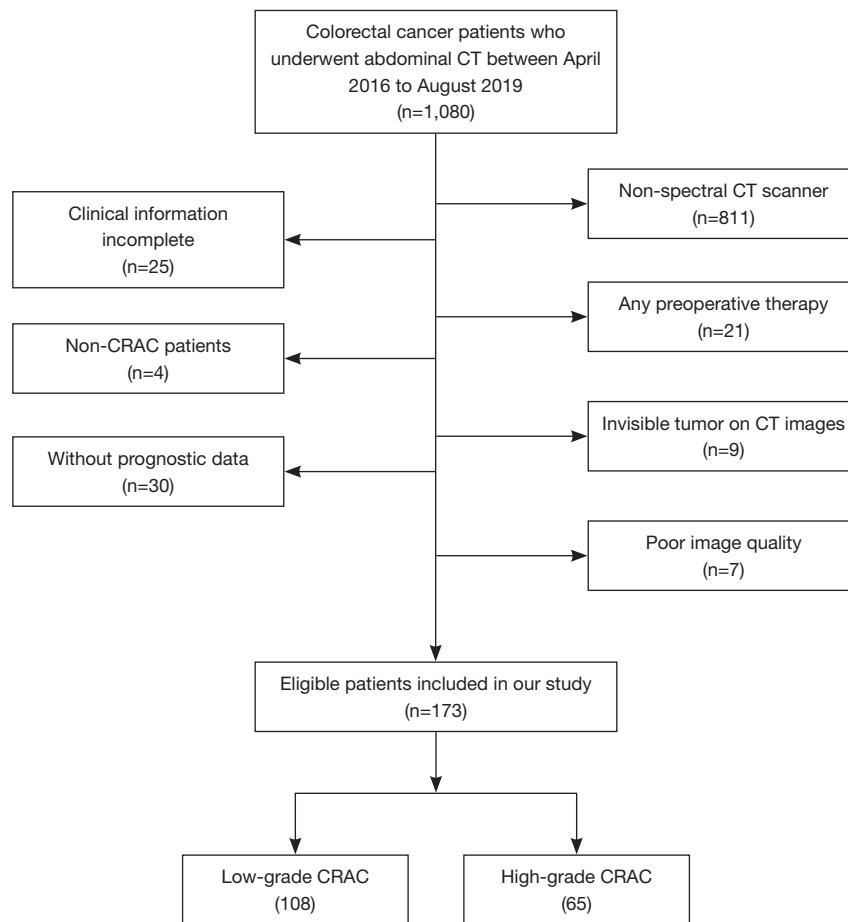 Colorectal cancer patients who
underwent abdominal CT between April
2016 to August 2019
(n=1,080)
Non-spectral CT scanner
(n=811)
Clinical information
incomplete
(n=25)
Any preoperative therapy
(n=21)
Non-CRAC patients
(n=4)
Invisible tumor on CT images
(n=9)
Without prognostic data
(n=30)
Poor image quality
(n=7)
Eligible patients included in our study
(n=173)
Low-grade CRAC
(108)
High-grade CRAC
(65)